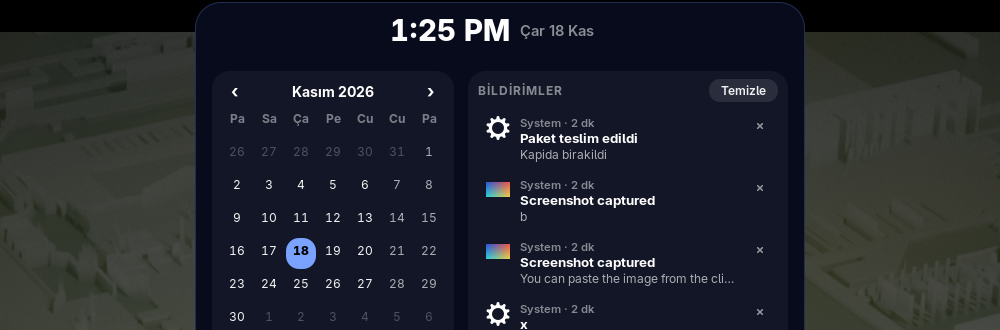 1:25 PM Çar 18 Kas
‹ Kasım 2026 ›
Pa Sa Ça Pe Cu Cu Pa
26 27 28 29 30 31 1
2 3 4 5 6 7 8
9 10 11 12 13 14 15
16 17 18 19 20 21 22
23 24 25 26 27 28 29
30 1 2 3 4 5 6
BİLDİRİMLER Temizle
System · 2 dk ×
Paket teslim edildi
Kapida birakildi
System · 2 dk ×
Screenshot captured
b
System · 2 dk ×
Screenshot captured
You can paste the image from the cli...
System · 2 dk ×
x